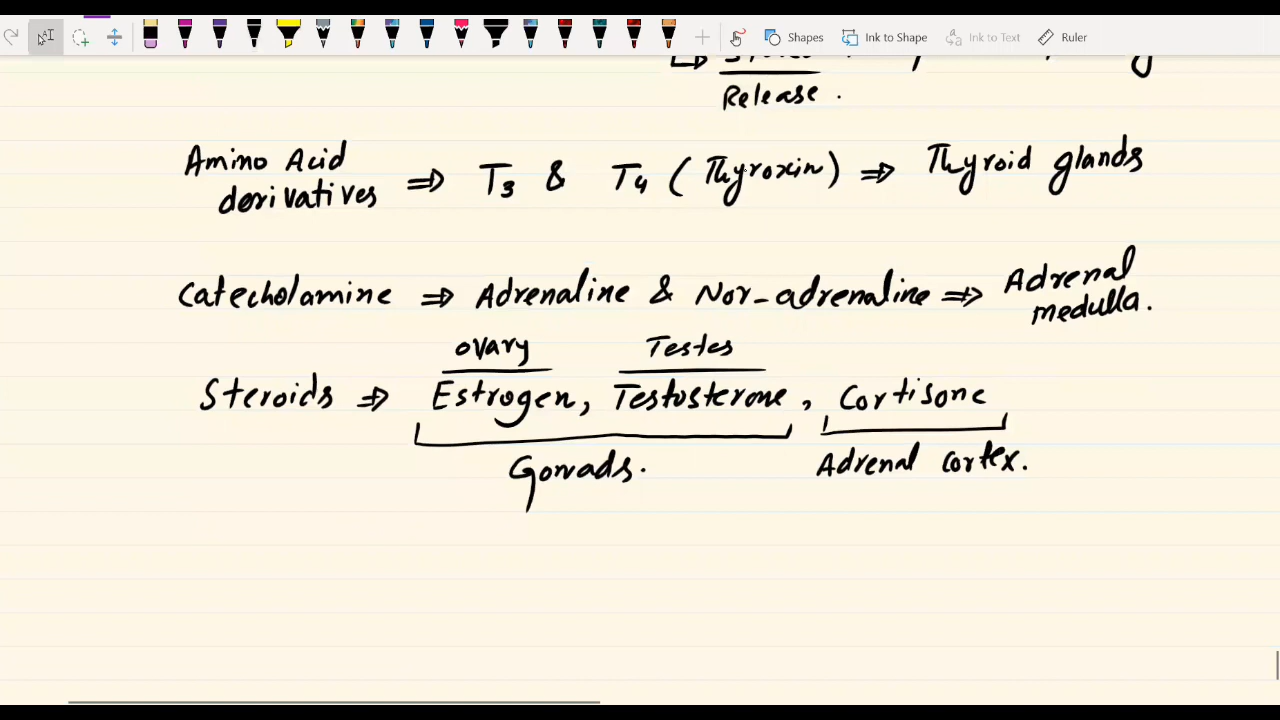 Shapes Ink to Shape Ink to Text Ruler
Release .
Amino Acid
derivatives ⇒ T3 & T4 (Thyroxin) ⇒ Thyroid glands
Catecholamine ⇒ Adrenaline & Nor-adrenaline ⇒ Adrenal
medulla.
ovary Testes
Steroids ⇒ Estrogen, Testosterone, Cortisone
Gonads. Adrenal cortex.